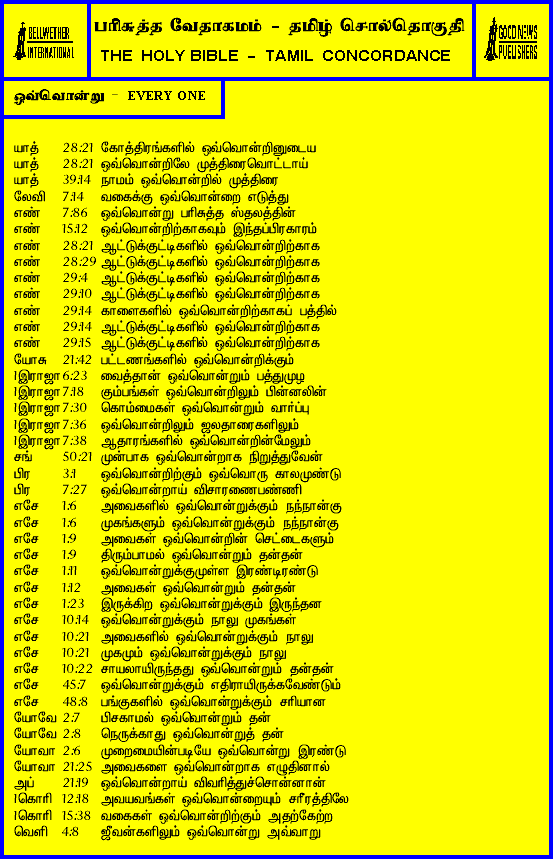 BELLWETHER
INTERNATIONAL
பரிசுத்த வேதாகமம் - தமிழ் சொல்தொகுதி
THE HOLY BIBLE - TAMIL CONCORDANCE
GOOD NEWS
PUBLISHERS
ஒவ்வொன்று - EVERY ONE
யாத் 28:21 கோத்திரங்களில் ஒவ்வொன்றினுடைய
யாத் 28:21 ஒவ்வொன்றிலே முத்திரைவொட்டாய்
யாத் 39:14 நாமம் ஒவ்வொன்றில் முத்திரை
லேவி 7:14 வகைக்கு ஒவ்வொன்றை எடுத்து
எண் 7:86 ஒவ்வொன்று பரிசுத்த ஸ்தலத்தின்
எண் 15:12 ஒவ்வொன்றிற்காகவும் இந்தப்பிரகாரம்
எண் 28:21 ஆட்டுக்குட்டிகளில் ஒவ்வொன்றிற்காக
எண் 28:29 ஆட்டுக்குட்டிகளில் ஒவ்வொன்றிற்காக
எண் 29:4 ஆட்டுக்குட்டிகளில் ஒவ்வொன்றிற்காக
எண் 29:10 ஆட்டுக்குட்டிகளில் ஒவ்வொன்றிற்காக
எண் 29:14 காளைகளில் ஒவ்வொன்றிற்காகப் பத்தில்
எண் 29:14 ஆட்டுக்குட்டிகளில் ஒவ்வொன்றிற்காக
எண் 29:15 ஆட்டுக்குட்டிகளில் ஒவ்வொன்றிற்காக
யோசு 21:42 பட்டணங்களில் ஒவ்வொன்றிக்கும்
1இராஜா 6:23 வைத்தான் ஒவ்வொன்றும் பத்துமுழ
1இராஜா 7:18 கும்பங்கள் ஒவ்வொன்றிலும் பின்னலின்
1இராஜா 7:30 கொம்மைகள் ஒவ்வொன்றும் வார்ப்பு
1இராஜா 7:36 ஒவ்வொன்றிலும் ஜலதாரைகளிலும்
1இராஜா 7:38 ஆதாரங்களில் ஒவ்வொன்றின்மேலும்
சங் 50:21 முன்பாக ஒவ்வொன்றாக நிறுத்துவேன்
பிர 3:1 ஒவ்வொன்றிற்கும் ஒவ்வொரு காலமுண்டு
பிர 7:27 ஒவ்வொன்றாய் விசாரணைபண்ணி
எசே 1:6 அவைகளில் ஒவ்வொன்றுக்கும் நந்நான்கு
எசே 1:6 முகங்களும் ஒவ்வொன்றுக்கும் நந்நான்கு
எசே 1:9 அவைகள் ஒவ்வொன்றின் செட்டைகளும்
எசே 1:9 திரும்பாமல் ஒவ்வொன்றும் தன்தன்
எசே 1:11 ஒவ்வொன்றுக்குமுள்ள இரண்டிரண்டு
எசே 1:12 அவைகள் ஒவ்வொன்றும் தன்தன்
எசே 1:23 இருக்கிற ஒவ்வொன்றுக்கும் இருந்தன
எசே 10:14 ஒவ்வொன்றுக்கும் நாலு முகங்கள்
எசே 10:21 அவைகளில் ஒவ்வொன்றுக்கும் நாலு
எசே 10:21 முகமும் ஒவ்வொன்றுக்கும் நாலு
எசே 10:22 சாயலாயிருந்தது ஒவ்வொன்றும் தன்தன்
எசே 45:7 ஒவ்வொன்றுக்கும் எதிராயிருக்கவேண்டும்
எசே 48:8 பங்குகளில் ஒவ்வொன்றுக்கும் சரியான
யோவே 2:7 பிசகாமல் ஒவ்வொன்றும் தன்
யோவே 2:8 நெருக்காது ஒவ்வொன்றுத் தன்
யோவா 2:6 முறைமையின்படியே ஒவ்வொன்று இரண்டு
யோவா 21:25 அவைகளை ஒவ்வொன்றாக எழுதினால்
அப் 21:19 ஒவ்வொன்றாய் விவரித்துச்சொன்னான்
1கொரி 12:18 அவயவங்கள் ஒவ்வொன்றையும் சரீரத்திலே
1கொரி 15:38 வகைகள் ஒவ்வொன்றிற்கும் அதற்கேற்ற
வெளி 4:8 ஜீவன்களிலும் ஒவ்வொன்று அவ்வாறு